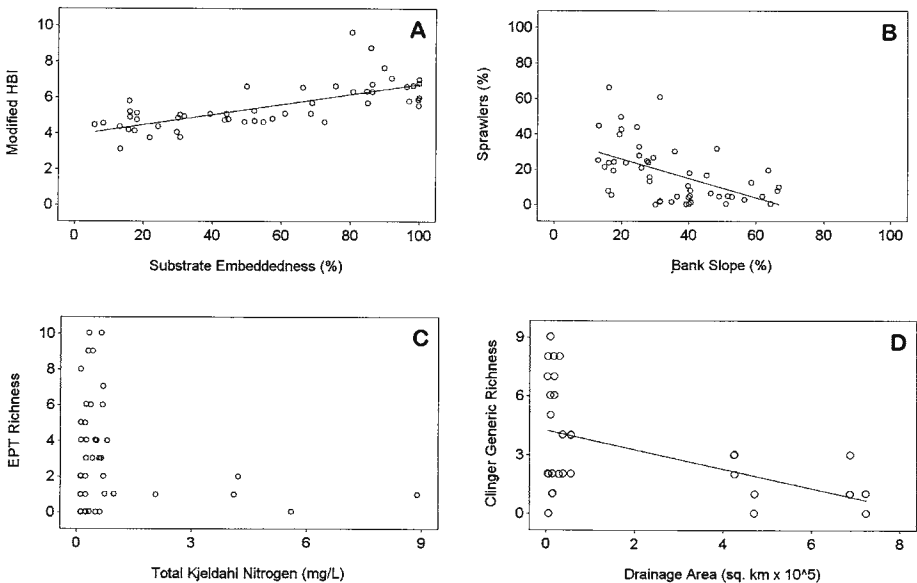 A
Modified HBI
10
8
6
4
2
0
0 20 40 60 80 100
Substrate Embeddedness (%)
B
Sprawlers (%)
100
80
60
40
20
0
0 20 40 60 80 100
Bank Slope (%)
C
EPT Richness
10
8
6
4
2
0
0 3 6 9
Total Kjeldahl Nitrogen (mg/L)
D
Clinger Generic Richness
9
6
3
0
0 2 4 6 8
Drainage Area (sq. km x 10^5)